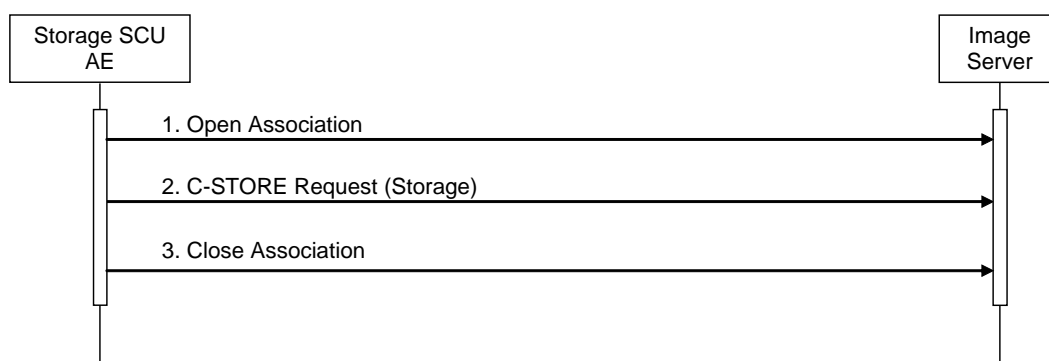 Storage SCU
AE
Image
Server
1. Open Association
2. C-STORE Request (Storage)
3. Close Association